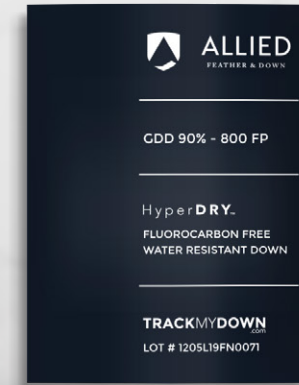 ALLIED
FEATHER & DOWN
GDD 90% - 800 FP
HyperDRY™
FLUOROCARBON FREE
WATER RESISTANT DOWN
TRACKMYDOWN
.com
LOT # 1205L19FN0071